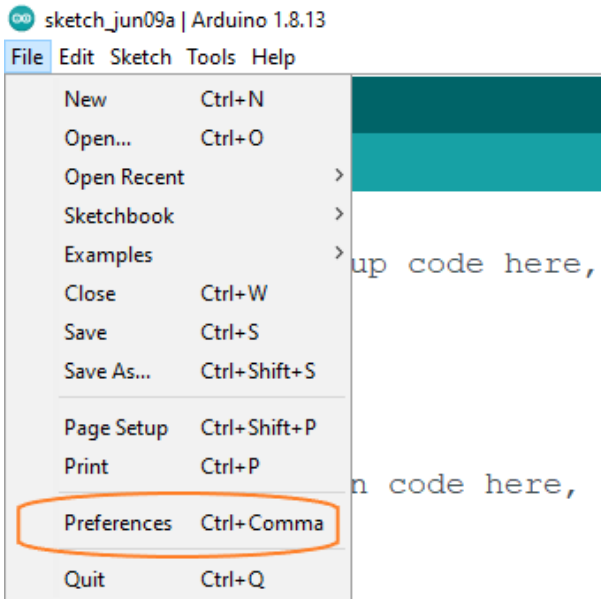 sketch_jun09a | Arduino 1.8.13
File Edit Sketch Tools Help
New Ctrl+N
Open... Ctrl+O
Open Recent
Sketchbook
Examples
up code here,
Close Ctrl+W
Save Ctrl+S
Save As... Ctrl+Shift+S
Page Setup Ctrl+Shift+P
Print Ctrl+P
n code here,
Preferences Ctrl+Comma
Quit Ctrl+Q